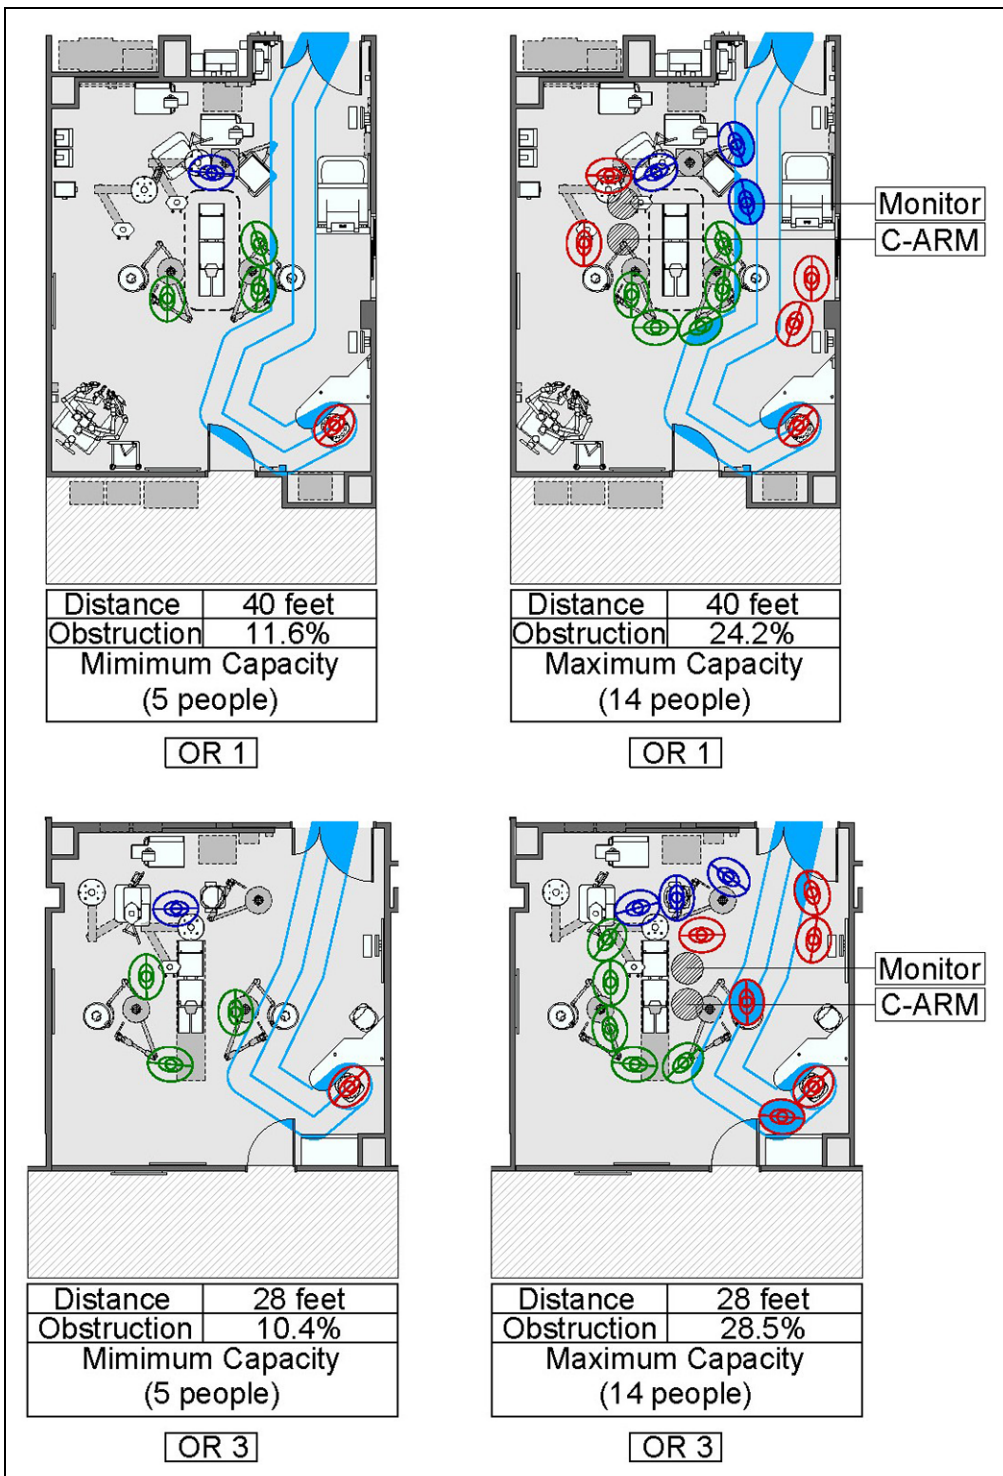 Monitor
C-ARM
Distance 40 feet
Obstruction 11.6%
Mimimum Capacity
(5 people)
OR 1
Distance 40 feet
Obstruction 24.2%
Maximum Capacity
(14 people)
OR 1
Monitor
C-ARM
Distance 28 feet
Obstruction 10.4%
Mimimum Capacity
(5 people)
OR 3
Distance 28 feet
Obstruction 28.5%
Maximum Capacity
(14 people)
OR 3